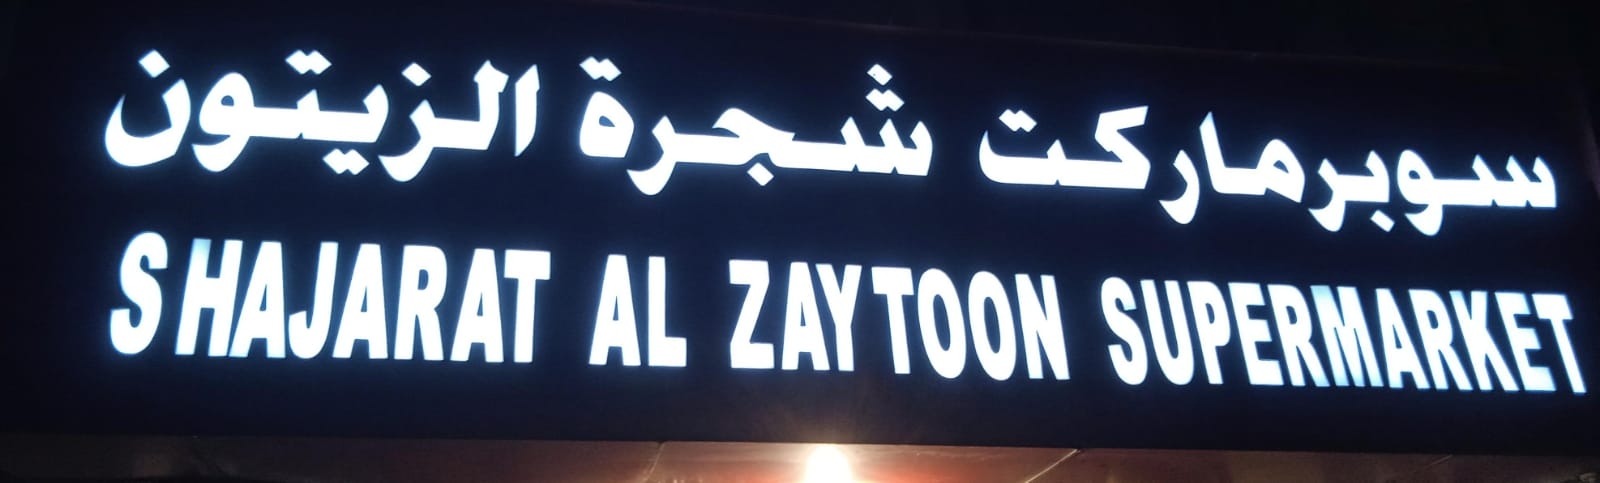 سوبرماركت شجرة الزيتون
SHAJARAT AL ZAYTOON SUPERMARKET